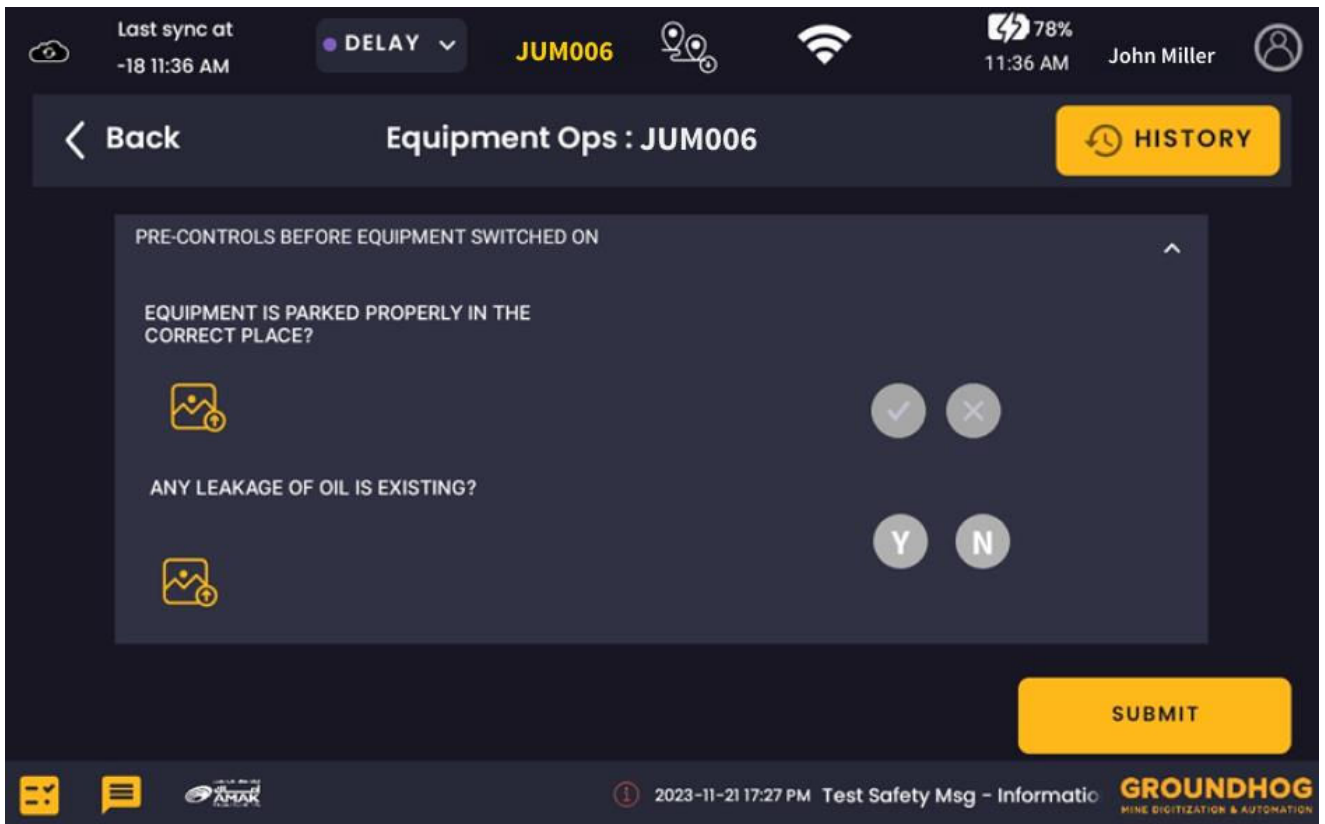 Last sync at
-18 11:36 AM
DELAY
JUM006
78%
11:36 AM
John Miller
Back
Equipment Ops : JUM006
HISTORY
PRE-CONTROLS BEFORE EQUIPMENT SWITCHED ON
EQUIPMENT IS PARKED PROPERLY IN THE
CORRECT PLACE?
ANY LEAKAGE OF OIL IS EXISTING?
Y N
SUBMIT
AMAK
2023-11-21 17:27 PM Test Safety Msg - Informatio
GROUNDHOG
MINE DIGITIZATION & AUTOMATION